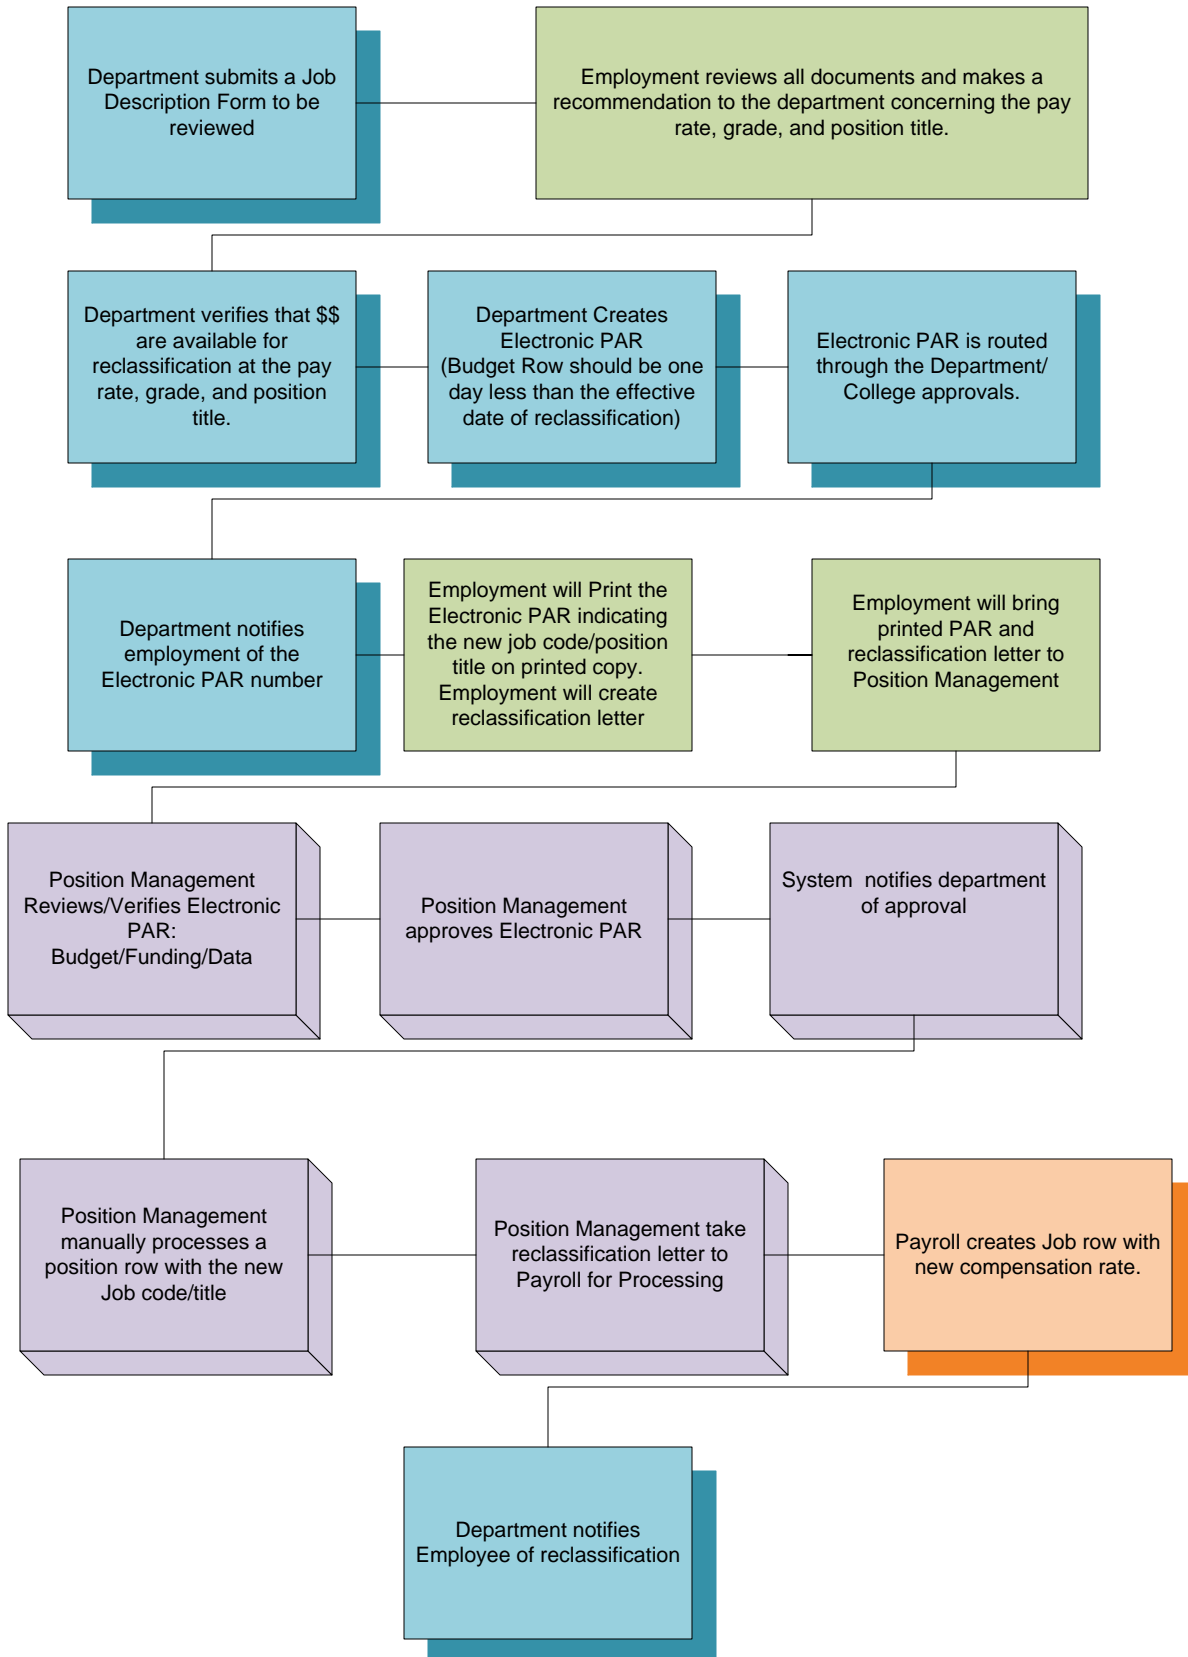 Department submits a Job
Description Form to be
reviewed
Employment reviews all documents and makes a
recommendation to the department concerning the pay
rate, grade, and position title.
Department verifies that $$
are available for
reclassification at the pay
rate, grade, and position
title.
Department Creates
Electronic PAR
(Budget Row should be one
day less than the effective
date of reclassification)
Electronic PAR is routed
through the Department/
College approvals.
Department notifies
employment of the
Electronic PAR number
Employment will Print the
Electronic PAR indicating
the new job code/position
title on printed copy.
Employment will create
reclassification letter
Employment will bring
printed PAR and
reclassification letter to
Position Management
Position Management
Reviews/Verifies Electronic
PAR:
Budget/Funding/Data
Position Management
approves Electronic PAR
System  notifies department
of approval
Position Management
manually processes a
position row with the new
Job code/title
Position Management take
reclassification letter to
Payroll for Processing
Payroll creates Job row with
new compensation rate.
Department notifies
Employee of reclassification